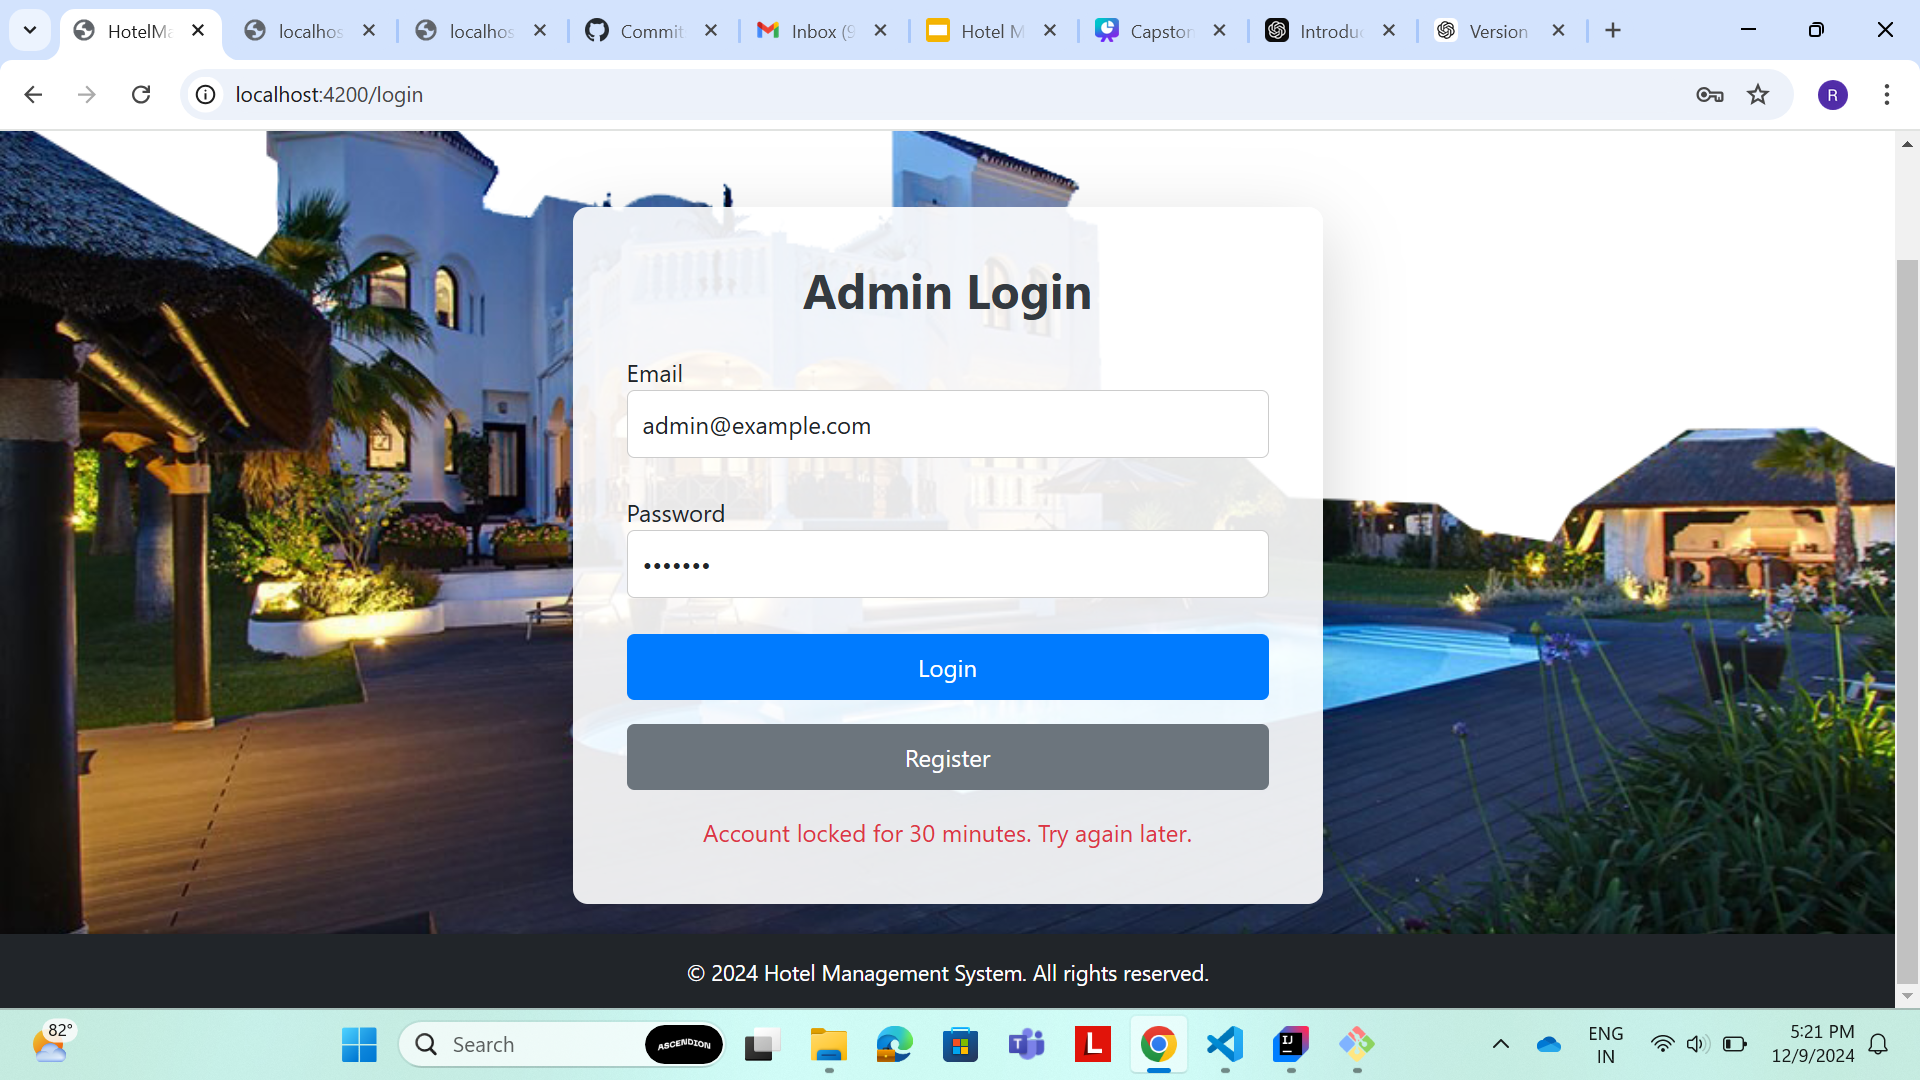 HotelMa
localhos
localhos
Commit
Inbox (9
Hotel M
Capston
Introduc
Version
localhost:4200/login
R
Admin Login
Email
admin@example.com
Password
•••••••
Login
Register
Account locked for 30 minutes. Try again later.
© 2024 Hotel Management System. All rights reserved.
82°
Search
ASCENDION
T
L
IJ
ENG
IN
5:21 PM
12/9/2024